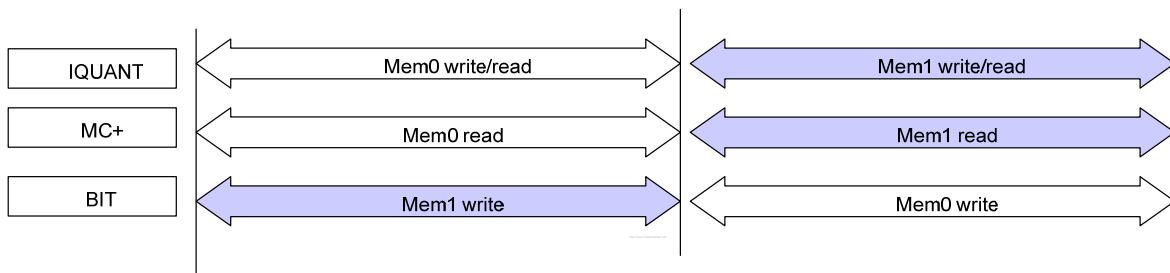 IQUANT
Mem0 write/read
Mem1 write/read
MC+
Mem0 read
Mem1 read
BIT
Mem1 write
Mem0 write